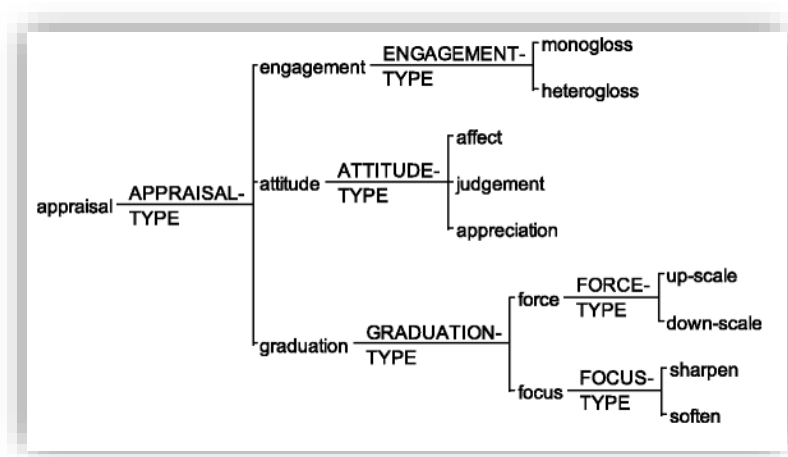 appraisal
APPRAISAL-
TYPE
engagement
ENGAGEMENT-
TYPE
monogloss
heterogloss
attitude
ATTITUDE-
TYPE
affect
judgement
appreciation
graduation
GRADUATION-
TYPE
force
FORCE-
TYPE
up-scale
down-scale
focus
FOCUS-
TYPE
sharpen
soften